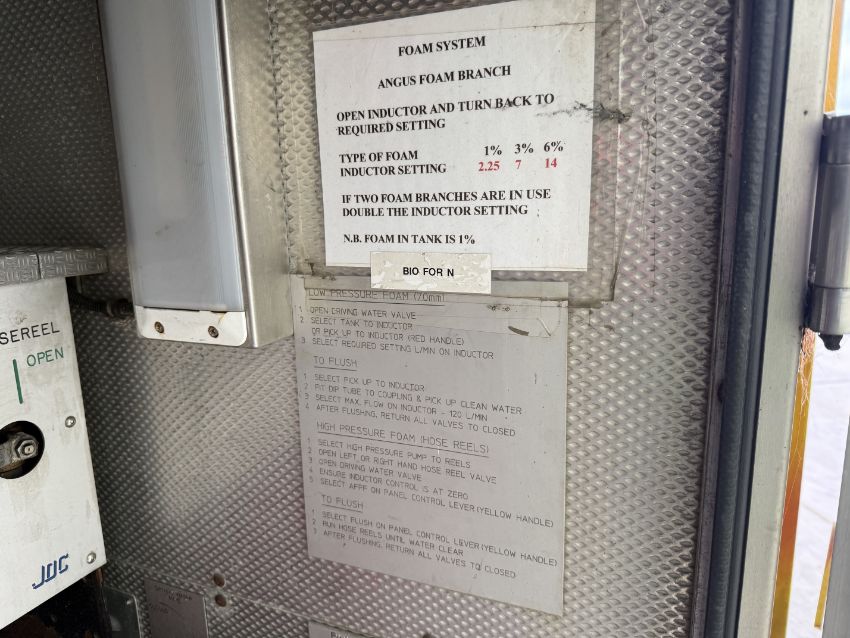 FOAM SYSTEM
ANGUS FOAM BRANCH
OPEN INDUCTOR AND TURN BACK TO
REQUIRED SETTING
TYPE OF FOAM 1% 3% 6%
INDUCTOR SETTING 2.25 7 14
IF TWO FOAM BRANCHES ARE IN USE
DOUBLE THE INDUCTOR SETTING
N.B. FOAM IN TANK IS 1%
BIO FOR N
LOW PRESSURE FOAM (70mm)
1 OPEN DRIVING WATER VALVE
2 SELECT TANK TO INDUCTOR
OR PICK UP TO INDUCTOR (RED HANDLE)
3 SELECT REQUIRED SETTING L/MIN ON INDUCTOR
TO FLUSH
1 SELECT PICK UP TO INDUCTOR
2 FIT DIP TUBE TO COUPLING & PICK UP CLEAN WATER
3 SELECT MAX. FLOW ON INDUCTOR - 120 L/MIN
4 AFTER FLUSHING, RETURN ALL VALVES TO CLOSED
HIGH PRESSURE FOAM (HOSE REELS)
1 SELECT HIGH PRESSURE PUMP TO REELS
2 OPEN LEFT OR RIGHT HAND HOSE REEL VALVE
3 OPEN DRIVING WATER VALVE
4 ENSURE INDUCTOR CONTROL IS AT ZERO
5 SELECT AFFF ON PANEL CONTROL LEVER (YELLOW HANDLE)
TO FLUSH
1 SELECT FLUSH ON PANEL CONTROL LEVER (YELLOW HANDLE)
2 RUN HOSE REELS UNTIL WATER CLEAR
3 AFTER FLUSHING, RETURN ALL VALVES TO CLOSED
SEREEL
OPEN
JDC